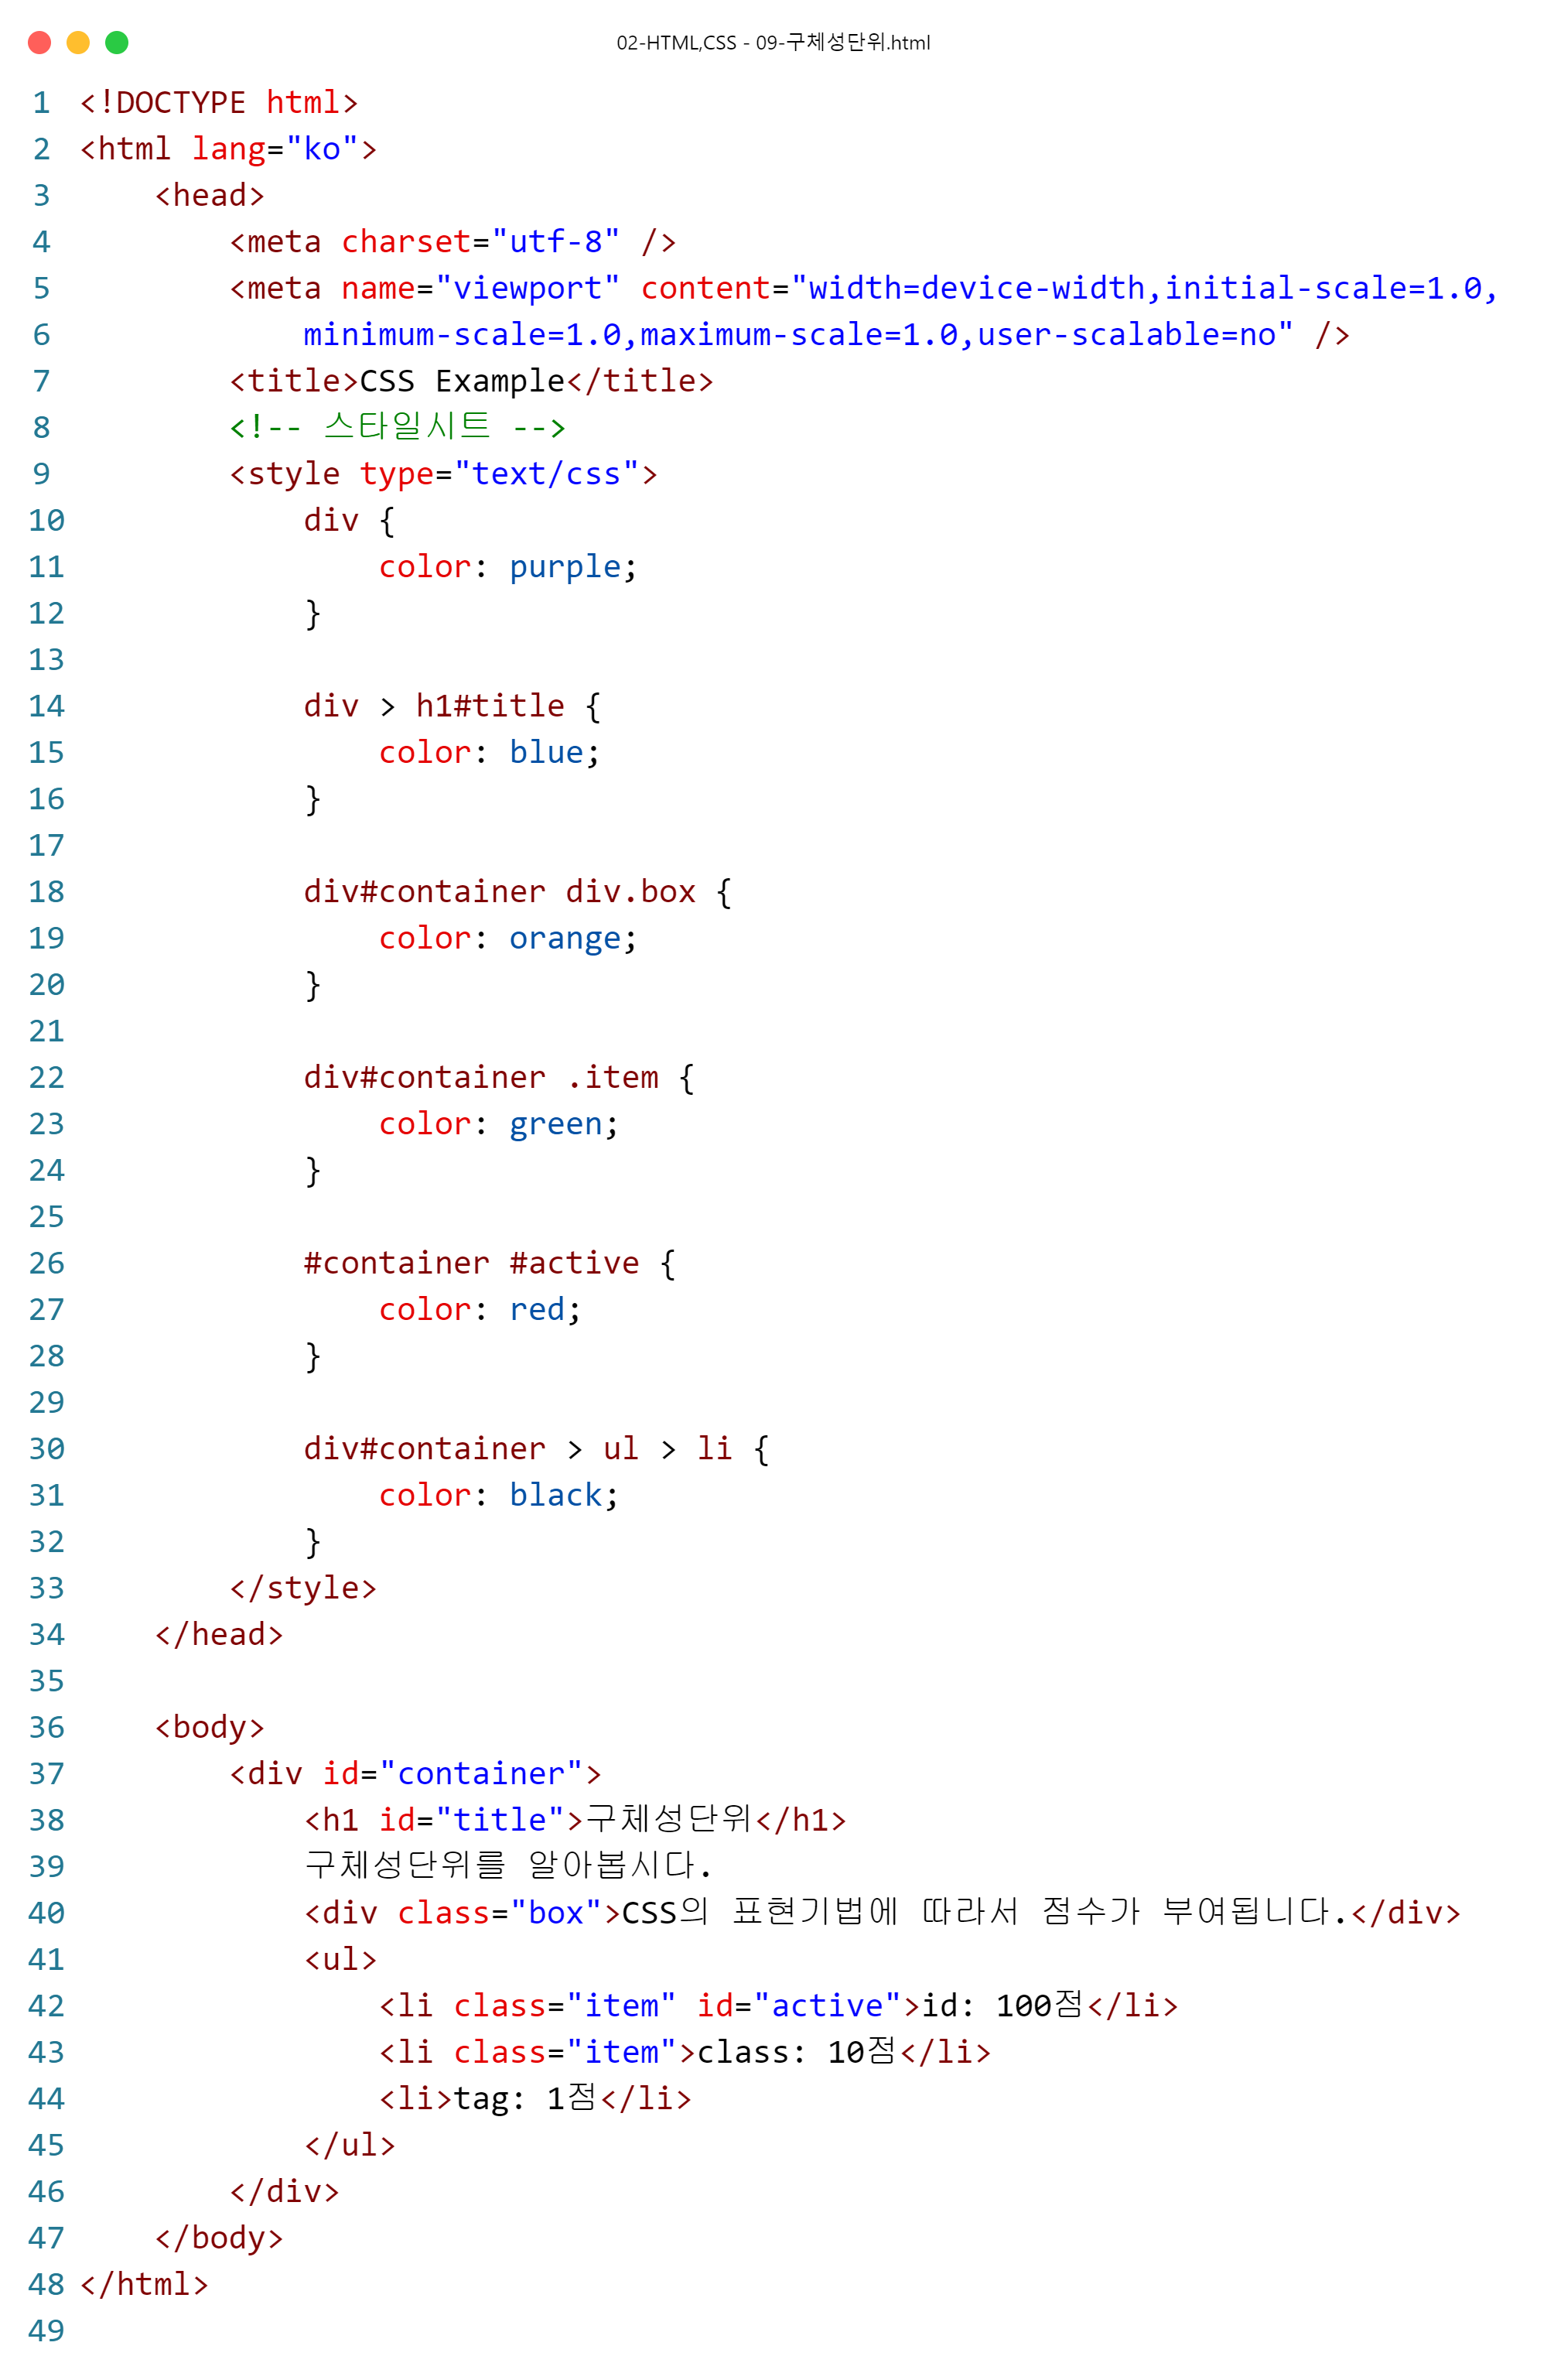 02-HTML,CSS - 09-구체성단위.html
1 <!DOCTYPE html>
2 <html lang="ko">
3     <head>
4         <meta charset="utf-8" />
5         <meta name="viewport" content="width=device-width,initial-scale=1.0,
6             minimum-scale=1.0,maximum-scale=1.0,user-scalable=no" />
7         <title>CSS Example</title>
8         <!-- 스타일시트 -->
9         <style type="text/css">
10             div {
11                 color: purple;
12             }
13
14             div > h1#title {
15                 color: blue;
16             }
17
18             div#container div.box {
19                 color: orange;
20             }
21
22             div#container .item {
23                 color: green;
24             }
25
26             #container #active {
27                 color: red;
28             }
29
30             div#container > ul > li {
31                 color: black;
32             }
33         </style>
34     </head>
35
36     <body>
37         <div id="container">
38             <h1 id="title">구체성단위</h1>
39             구체성단위를 알아봅시다.
40             <div class="box">CSS의 표현기법에 따라서 점수가 부여됩니다.</div>
41             <ul>
42                 <li class="item" id="active">id: 100점</li>
43                 <li class="item">class: 10점</li>
44                 <li>tag: 1점</li>
45             </ul>
46         </div>
47     </body>
48 </html>
49